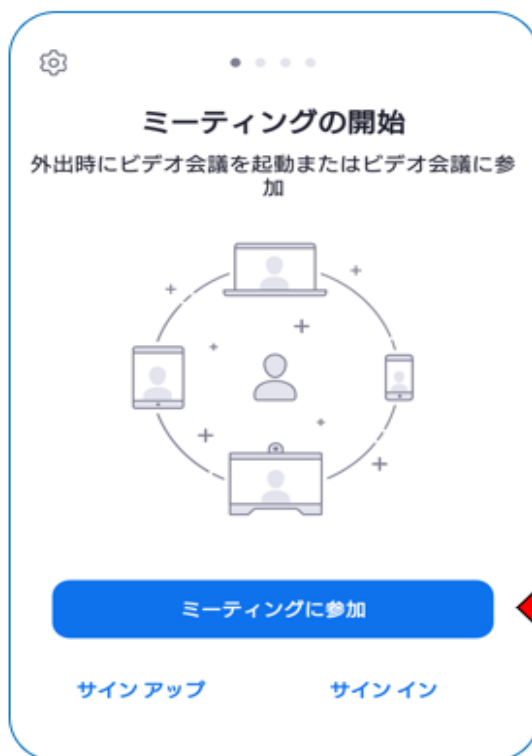 ミーティングの開始
外出時にビデオ会議を起動またはビデオ会議に参
加
ミーティングに参加
サイン アップ
サイン イン